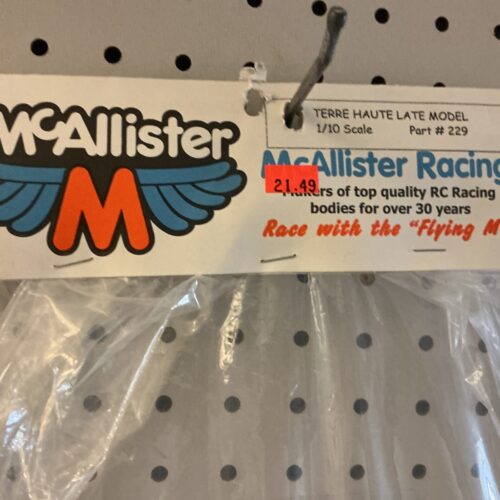 McAllister
M
TERRE HAUTE LATE MODEL
1/10 Scale Part # 229
McAllister Racing
21.49
Makers of top quality RC Racing
bodies for over 30 years
Race with the "Flying M"